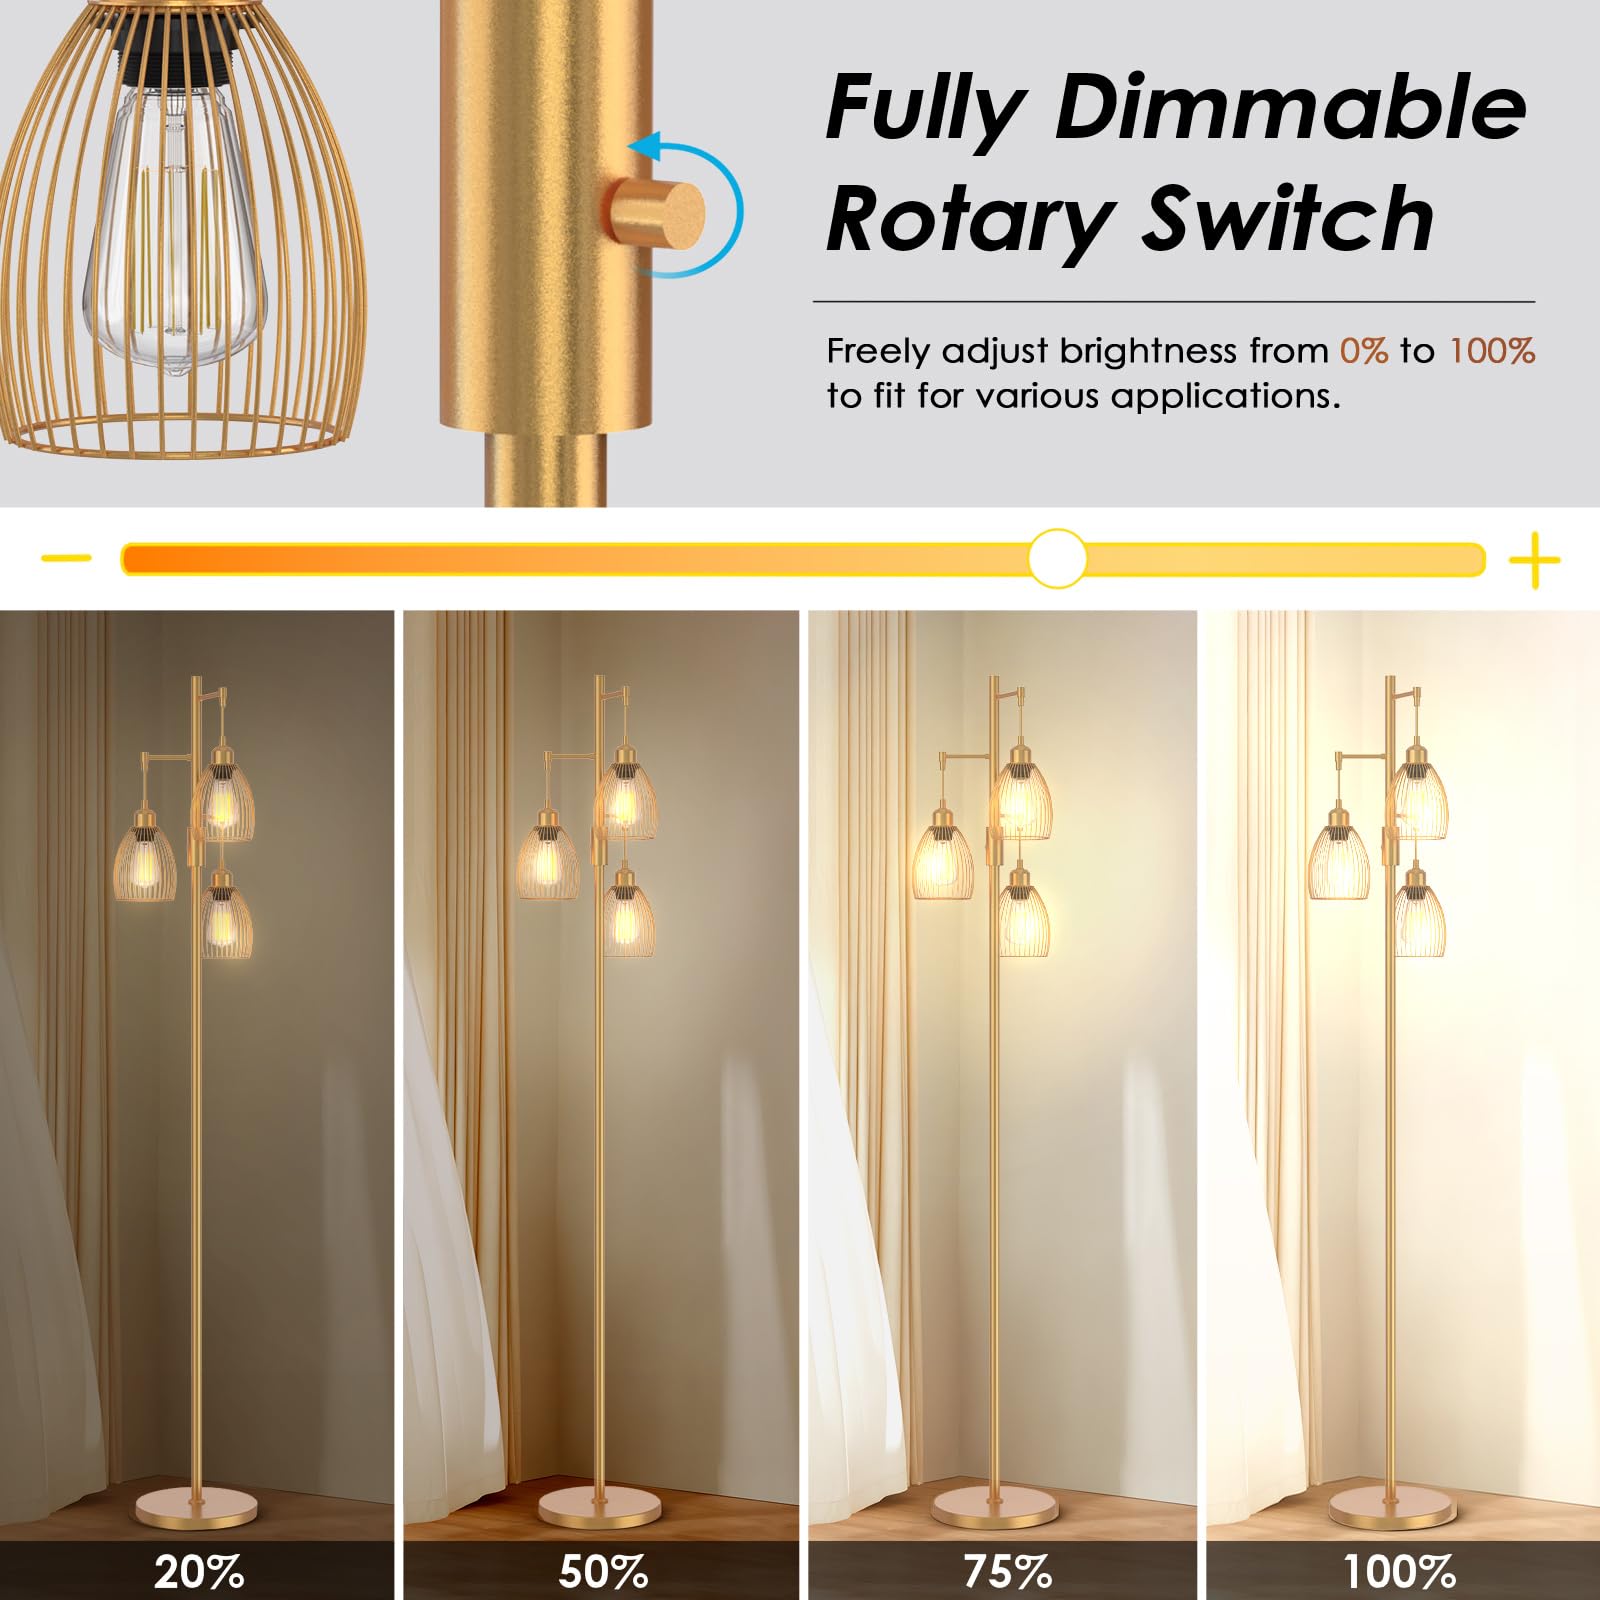 Fully Dimmable
Rotary Switch
Freely adjust brightness from 0% to 100%
to fit for various applications.
20%
50%
75%
100%